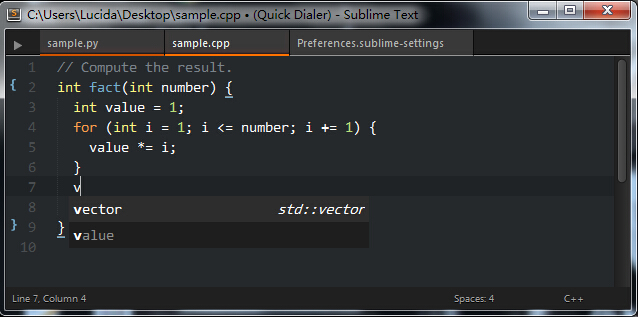 C:\Users\Lucida\Desktop\sample.cpp • (Quick Dialer) - Sublime Text
sample.py sample.cpp Preferences.sublime-settings
1 // Compute the result.
{ 2 int fact(int number) {
3 int value = 1;
4 for (int i = 1; i <= number; i += 1) {
5 value *= i;
6 }
7 v
8 vector std::vector
} 9 } value
10
Line 7, Column 4 Spaces: 4 C++